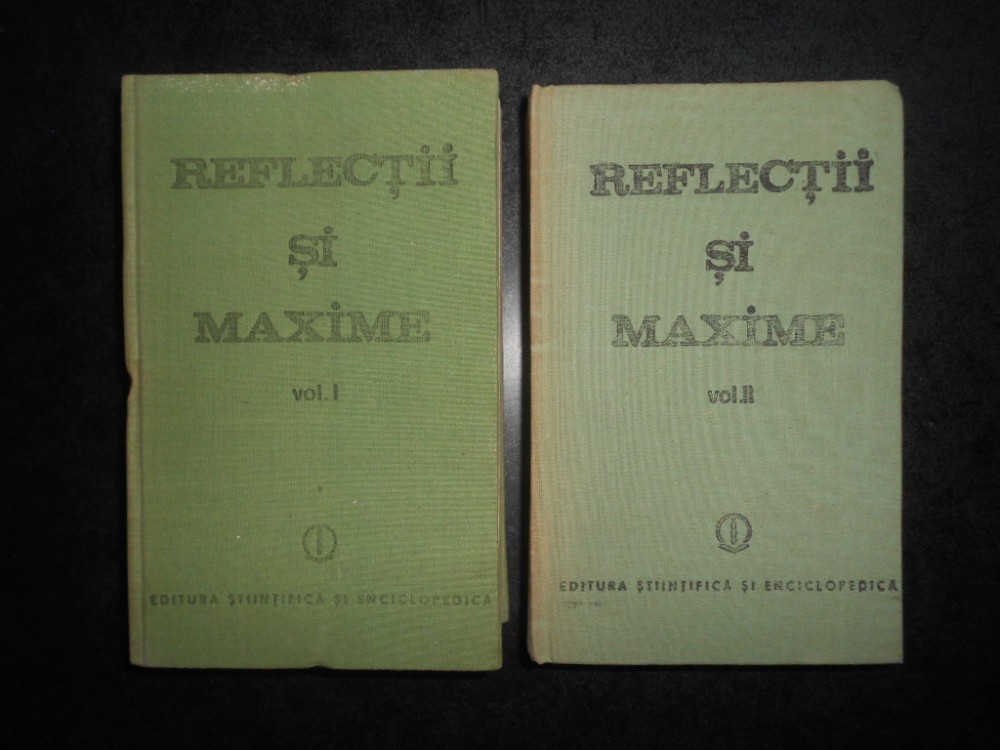 REFLECȚII
ȘI
MAXIME
vol. I
EDITURA ȘTIINȚIFICĂ ȘI ENCICLOPEDICĂ
REFLECȚII
ȘI
MAXIME
vol. II
EDITURA ȘTIINȚIFICĂ ȘI ENCICLOPEDICĂ